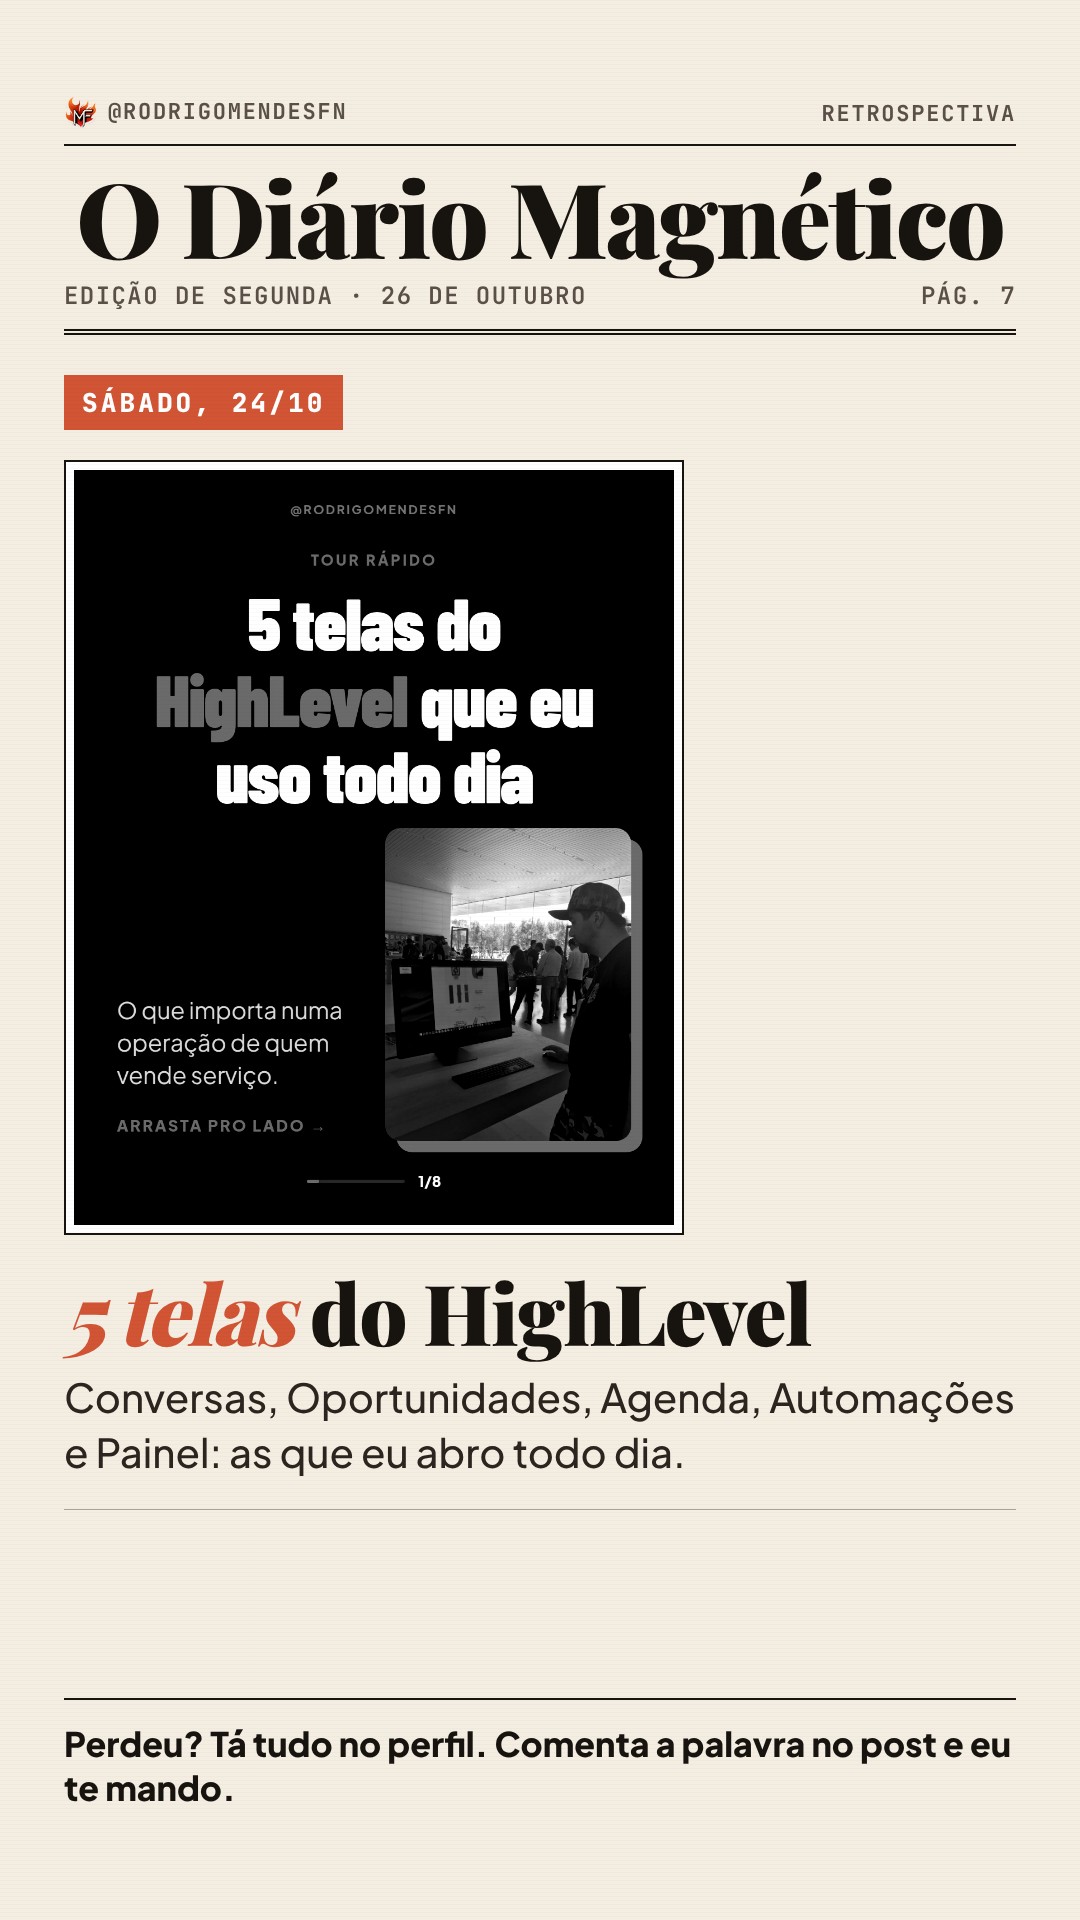 @RODRIGOMENDESFN
RETROSPECTIVA
O Diário Magnético
EDIÇÃO DE SEGUNDA · 26 DE OUTUBRO
PÁG. 7
SÁBADO, 24/10
@RODRIGOMENDESFN
TOUR RÁPIDO
5 telas do
HighLevel que eu
uso todo dia
O que importa numa
operação de quem
vende serviço.
ARRASTA PRO LADO →
1/8
5 telas do HighLevel
Conversas, Oportunidades, Agenda, Automações
e Painel: as que eu abro todo dia.
Perdeu? Tá tudo no perfil. Comenta a palavra no post e eu
te mando.